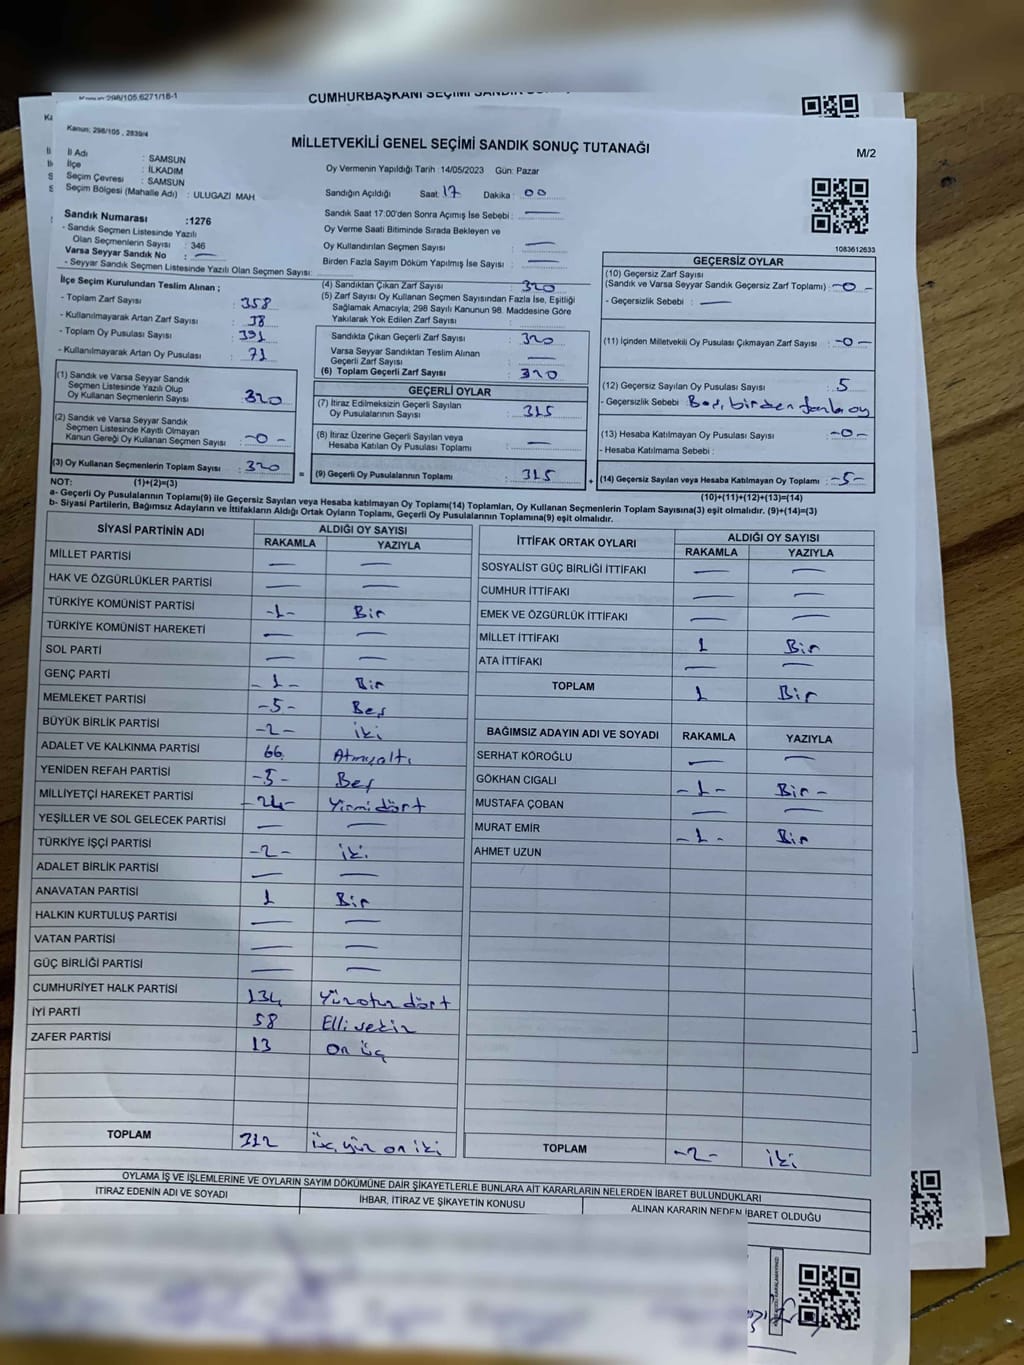 Kanun: 298/105.6271/18-1
CUMHURBAŞKANI SEÇİMİ SANDIK
Kanun: 298/105 , 2839/4
MİLLETVEKİLİ GENEL SEÇİMİ SANDIK SONUÇ TUTANAĞI
M/2
İl Adı : SAMSUN
İlçe : İLKADIM
Seçim Çevresi : SAMSUN
Seçim Bölgesi (Mahalle Adı) : ULUGAZI MAH
Oy Vermenin Yapıldığı Tarih :14/05/2023 Gün: Pazar
Sandığın Açıldığı Saat: 17 Dakika : 00
Sandık Saat 17:00'den Sonra Açımış İse Sebebi : —
Oy Verme Saati Bitiminde Sırada Bekleyen ve
Oy Kullandırılan Seçmen Sayısı : —
Birden Fazla Sayım Döküm Yapılmış İse Sayısı : —
Sandık Numarası :1276
- Sandık Seçmen Listesinde Yazılı
Olan Seçmenlerin Sayısı : 346
Varsa Seyyar Sandık No : —
- Seyyar Sandık Seçmen Listesinde Yazılı Olan Seçmen Sayısı:
1083612633
İlçe Seçim Kurulundan Teslim Alınan ;
- Toplam Zarf Sayısı : 358
- Kullanılmayarak Artan Zarf Sayısı : 38
- Toplam Oy Pusulası Sayısı : 391
- Kullanılmayarak Artan Oy Pusulası : 71
(1) Sandık ve Varsa Seyyar Sandık
Seçmen Listesinde Yazılı Olup
Oy Kullanan Seçmenlerin Sayısı : 320
(2) Sandık ve Varsa Seyyar Sandık
Seçmen Listesinde Kayıtlı Olmayan
Kanun Gereği Oy Kullanan Seçmen Sayısı : -0-
(3) Oy Kullanan Seçmenlerin Toplam Sayısı : 320
(4) Sandıktan Çıkan Zarf Sayısı : 320
(5) Zarf Sayısı Oy Kullanan Seçmen Sayısından Fazla İse, Eşitliği
Sağlamak Amacıyla; 298 Sayılı Kanunun 98. Maddesine Göre
Yakılarak Yok Edilen Zarf Sayısı :
Sandıkta Çıkan Geçerli Zarf Sayısı : 320
Varsa Seyyar Sandıktan Teslim Alınan
Geçerli Zarf Sayısı : —
(6) Toplam Geçerli Zarf Sayısı : 320
GEÇERLİ OYLAR
(7) İtiraz Edilmeksizin Geçerli Sayılan
Oy Pusulalarının Sayısı : 315
(8) İtiraz Üzerine Geçerli Sayılan veya
Hesaba Katılan Oy Pusulası Toplamı : —
= (9) Geçerli Oy Pusulalarının Toplamı : 315 +
GEÇERSİZ OYLAR
(10) Geçersiz Zarf Sayısı
(Sandık ve Varsa Seyyar Sandık Geçersiz Zarf Toplamı) : -0-
- Geçersizlik Sebebi : —
(11) İçinden Milletvekili Oy Pusulası Çıkmayan Zarf Sayısı : -0-
(12) Geçersiz Sayılan Oy Pusulası Sayısı : 5
- Geçersizlik Sebebi : Boş, birden fazla oy
(13) Hesaba Katılmayan Oy Pusulası Sayısı : -0-
- Hesaba Katılmama Sebebi :
(14) Geçersiz Sayılan veya Hesaba Katılmayan Oy Toplamı : -5-
NOT: (1)+(2)=(3)
(10)+(11)+(12)+(13)=(14)
a- Geçerli Oy Pusulalarının Toplamı(9) ile Geçersiz Sayılan veya Hesaba katılmayan Oy Toplamı(14) Toplamları, Oy Kullanan Seçmenlerin Toplam Sayısına(3) eşit olmalıdır. (9)+(14)=(3)
b- Siyasi Partilerin, Bağımsız Adayların ve İttifakların Aldığı Ortak Oyların Toplamı, Geçerli Oy Pusulalarının Toplamına(9) eşit olmalıdır.
SİYASİ PARTİNİN ADI ALDIĞI OY SAYISI
RAKAMLA YAZIYLA
MİLLET PARTİSİ — —
HAK VE ÖZGÜRLÜKLER PARTİSİ — —
TÜRKİYE KOMÜNİST PARTİSİ -1- Bir
TÜRKİYE KOMÜNİST HAREKETİ — —
SOL PARTİ — —
GENÇ PARTİ -1- Bir
MEMLEKET PARTİSİ -5- Beş
BÜYÜK BİRLİK PARTİSİ -2- iki
ADALET VE KALKINMA PARTİSİ 66 Atmışaltı
YENİDEN REFAH PARTİSİ -5- Beş
MİLLİYETÇİ HAREKET PARTİSİ -24- Yirmidört
YEŞİLLER VE SOL GELECEK PARTİSİ — —
TÜRKİYE İŞÇİ PARTİSİ -2- iki
ADALET BİRLİK PARTİSİ — —
ANAVATAN PARTİSİ 1 Bir
HALKIN KURTULUŞ PARTİSİ — —
VATAN PARTİSİ — —
GÜÇ BİRLİĞİ PARTİSİ — —
CUMHURİYET HALK PARTİSİ 134 Yüzotuz dört
İYİ PARTİ 58 Elli sekiz
ZAFER PARTİSİ 13 on üç
TOPLAM 312 üç yüz on iki
İTTİFAK ORTAK OYLARI ALDIĞI OY SAYISI
RAKAMLA YAZIYLA
SOSYALİST GÜÇ BİRLİĞİ İTTİFAKI — —
CUMHUR İTTİFAKI — —
EMEK VE ÖZGÜRLÜK İTTİFAKI — —
MİLLET İTTİFAKI 1 Bir
ATA İTTİFAKI — —
TOPLAM 1 Bir
BAĞIMSIZ ADAYIN ADI VE SOYADI RAKAMLA YAZIYLA
SERHAT KÖROĞLU — —
GÖKHAN CIGALI -1- Bir -
MUSTAFA ÇOBAN — —
MURAT EMİR -1- Bir
AHMET UZUN
TOPLAM -2- iki
OYLAMA İŞ VE İŞLEMLERİNE VE OYLARIN SAYIM DÖKÜMÜNE DAİR ŞİKAYETLERLE BUNLARA AİT KARARLARIN NELERDEN İBARET BULUNDUKLARI
İTİRAZ EDENİN ADI VE SOYADI İHBAR, İTİRAZ VE ŞİKAYETİN KONUSU ALINAN KARARIN NEDEN İBARET OLDUĞU